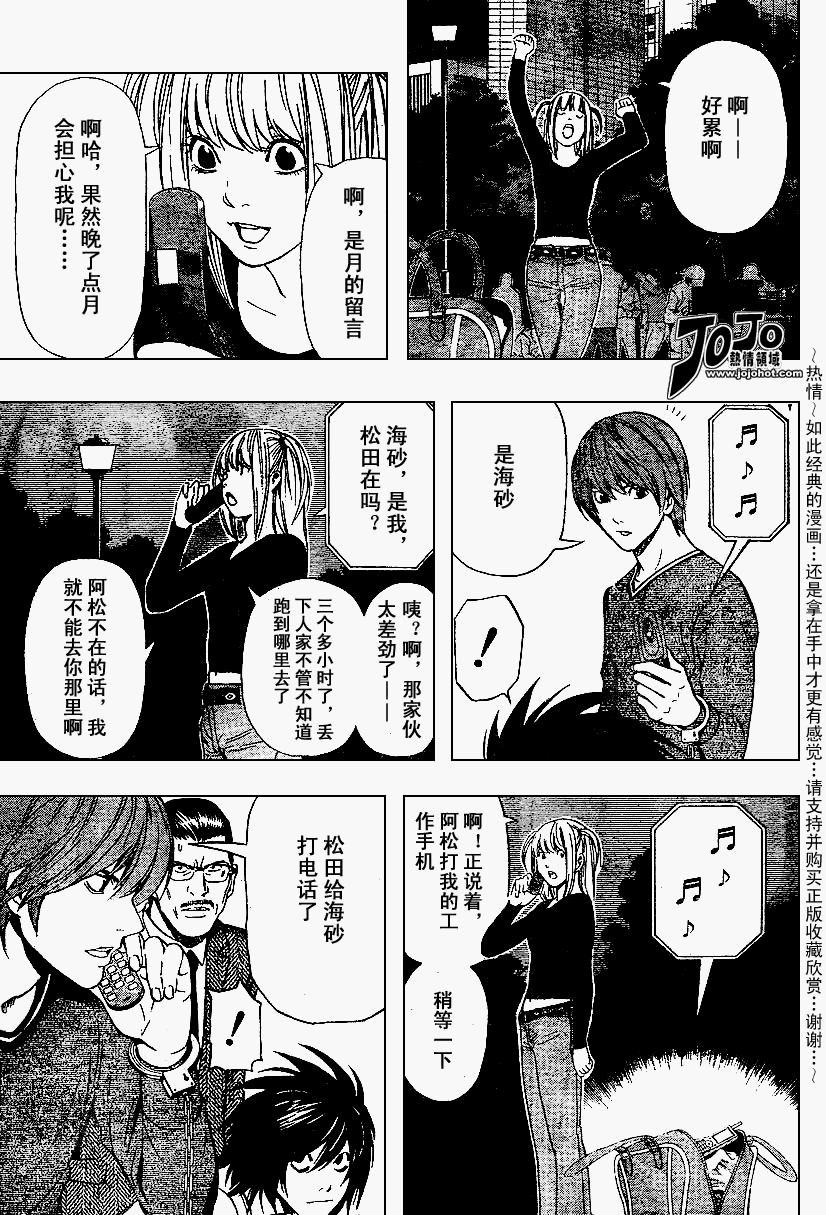 啊——
好累啊
啊，是月的留言
啊哈，果然晚了点月
会担心我呢……
JOJO
熱情領域
www.jojohot.com
♬
♪
♬
是海砂
！
海砂，是我，
松田在吗？
咦？啊，那家伙
太差劲了——
三个多小时了，丢
下人家不管不知道
跑到哪里去了
阿松不在的话，我
就不能去你那里啊
♬
♬
♪
啊！正说着，
阿松打我的工
作手机
稍等一下
松田给海砂
打电话了
！
～热情～如此经典的漫画…还是拿在手中才更有感觉…请支持并购买正版收藏欣赏…谢谢…～